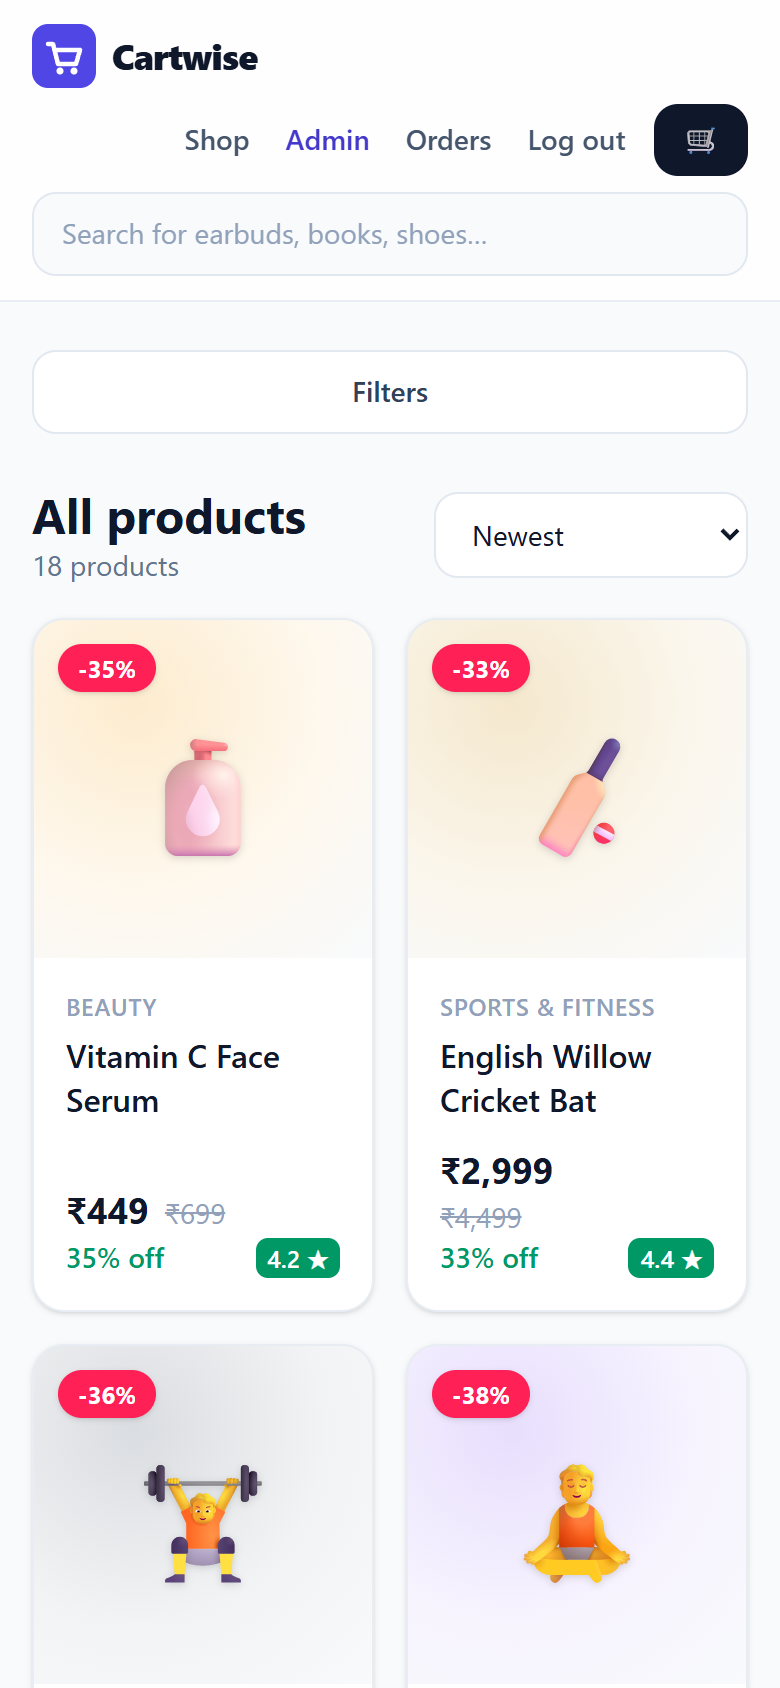 Cartwise
Shop Admin Orders Log out
Search for earbuds, books, shoes...
Filters
All products
18 products
Newest
-35%
BEAUTY
Vitamin C Face
Serum
₹449 ₹699
35% off 4.2 ★
-33%
SPORTS & FITNESS
English Willow
Cricket Bat
₹2,999
₹4,499
33% off 4.4 ★
-36%
-38%